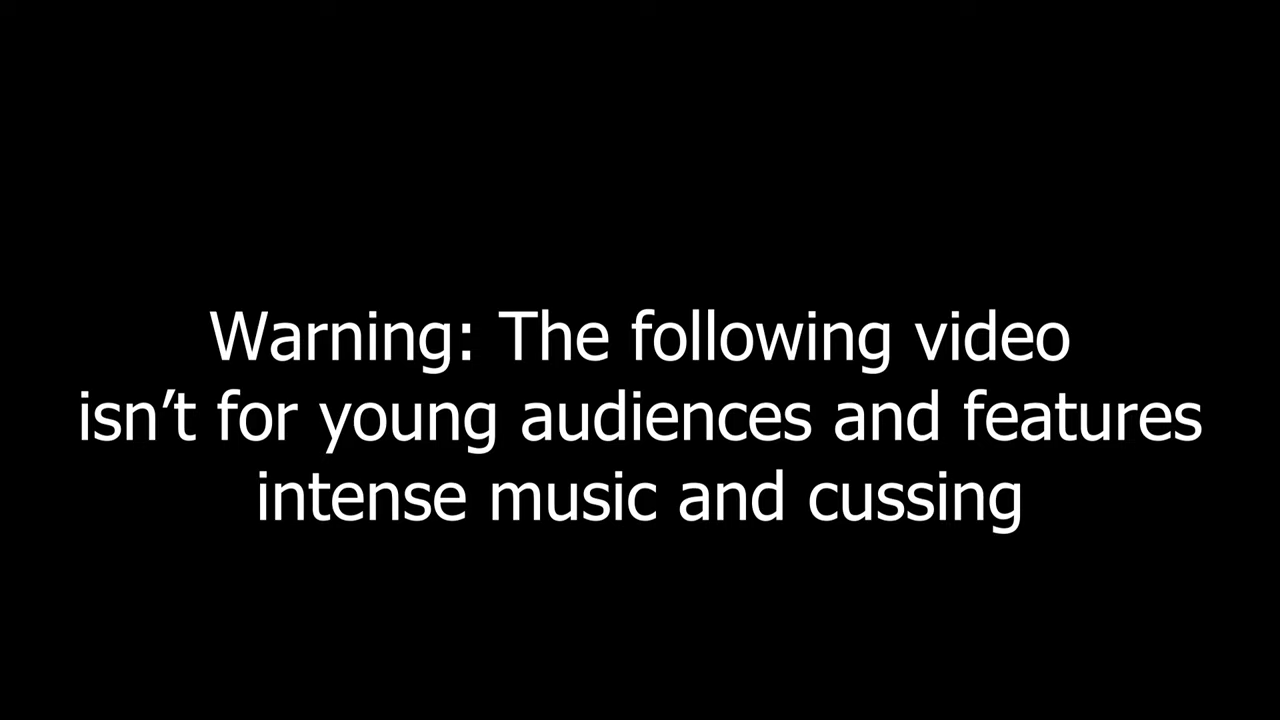 Warning: The following video
isn’t for young audiences and features
intense music and cussing